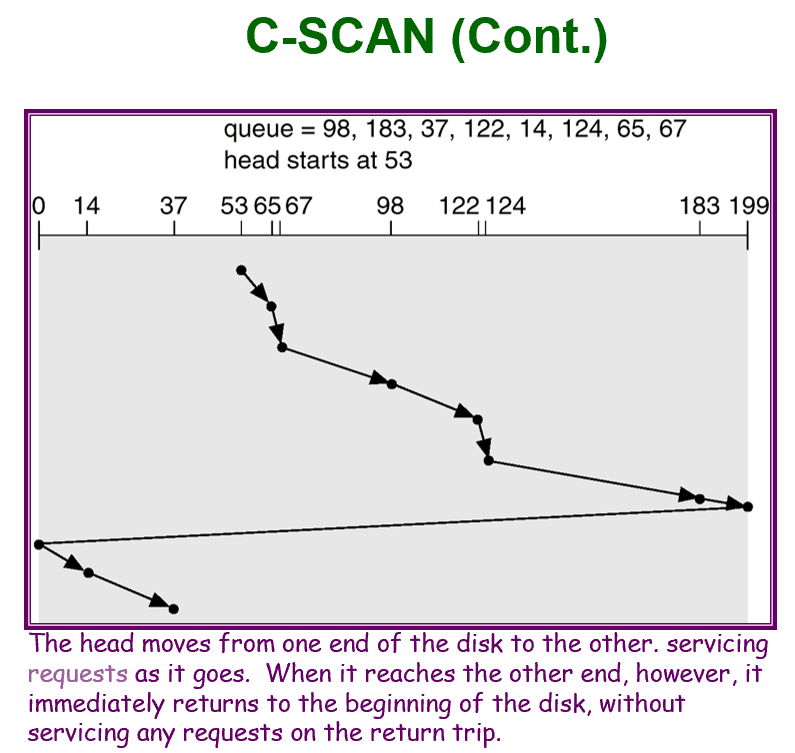 C-SCAN (Cont.)
queue = 98, 183, 37, 122, 14, 124, 65, 67
head starts at 53
0 14 37 53 65 67 98 122 124 183 199
The head moves from one end of the disk to the other. servicing
requests as it goes. When it reaches the other end, however, it
immediately returns to the beginning of the disk, without
servicing any requests on the return trip.